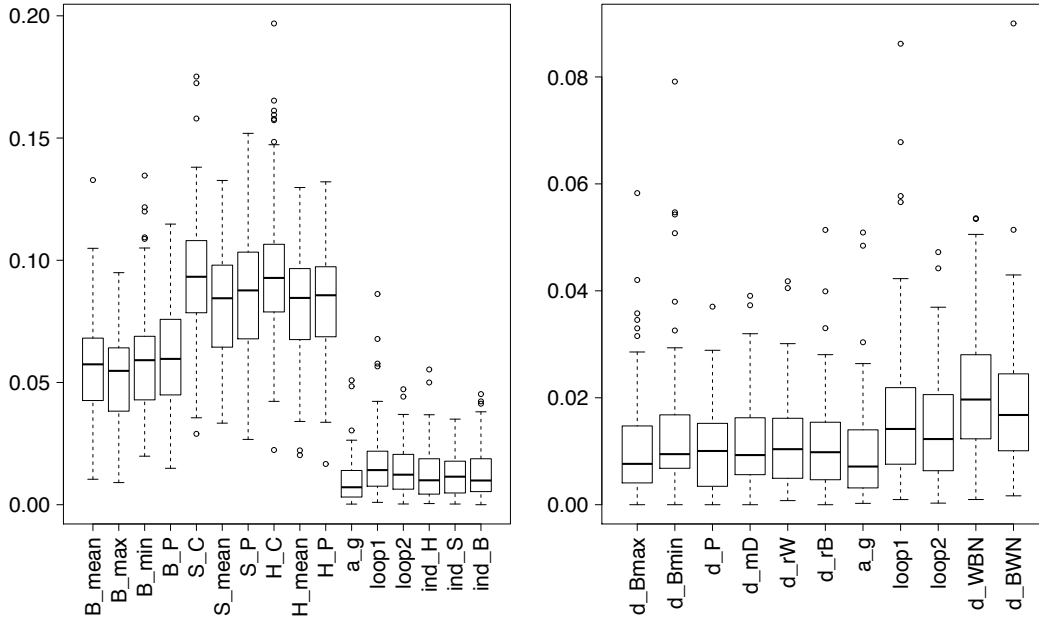 0.20
0.15
0.10
0.05
0.00
B_mean
B_max
B_min
B_P
S_C
S_mean
S_P
H_C
H_mean
H_P
a_g
loop1
loop2
ind_H
ind_S
ind_B
0.08
0.06
0.04
0.02
0.00
d_Bmax
d_Bmin
d_P
d_mD
d_rW
d_rB
a_g
loop1
loop2
d_WBN
d_BWN